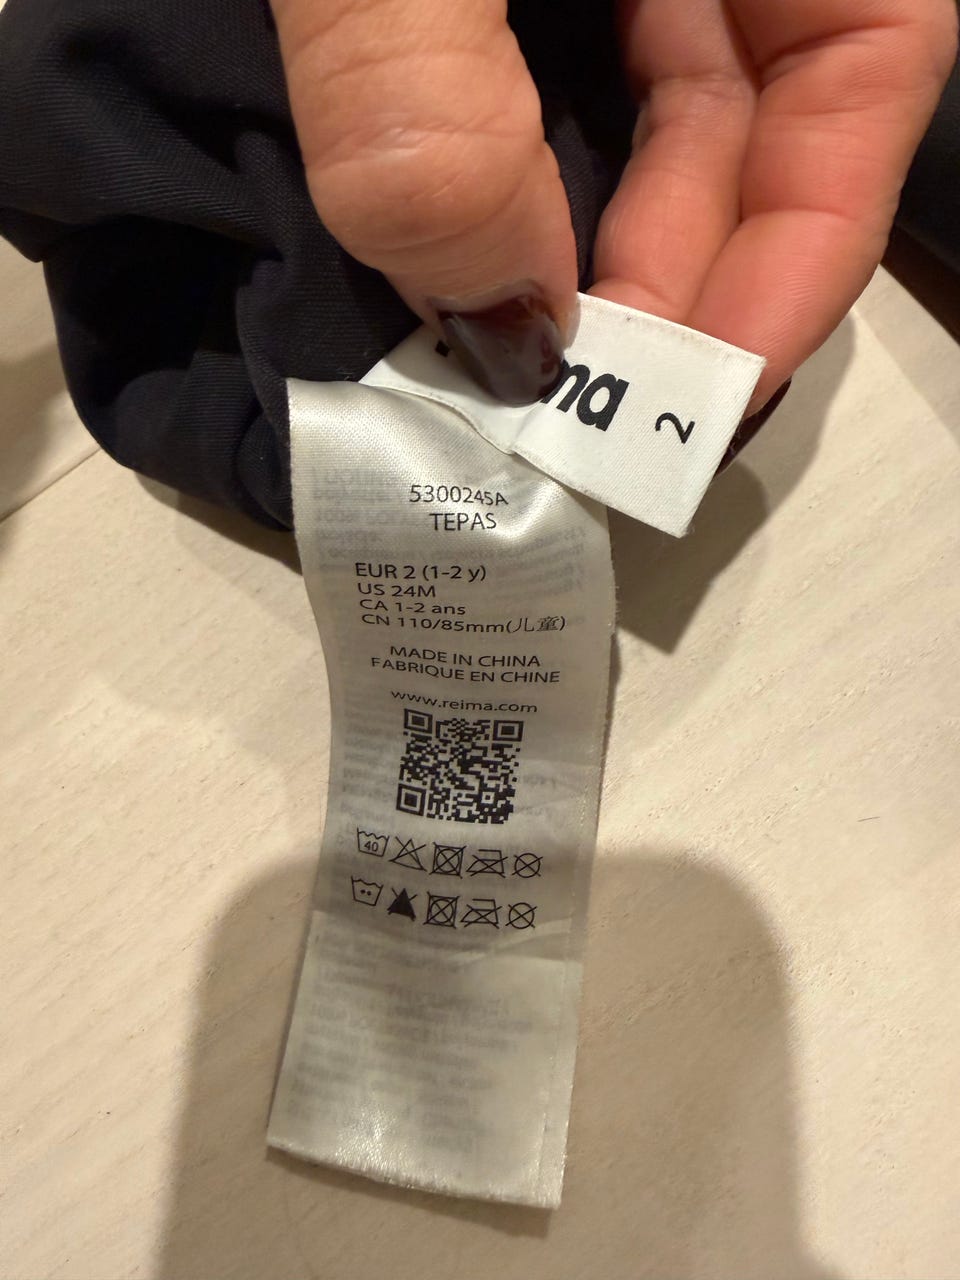 ma
2
5300245A
TEPAS
EUR 2 (1-2 y)
US 24M
CA 1-2 ans
CN 110/85mm(儿童)
MADE IN CHINA
FABRIQUE EN CHINE
www.reima.com
40